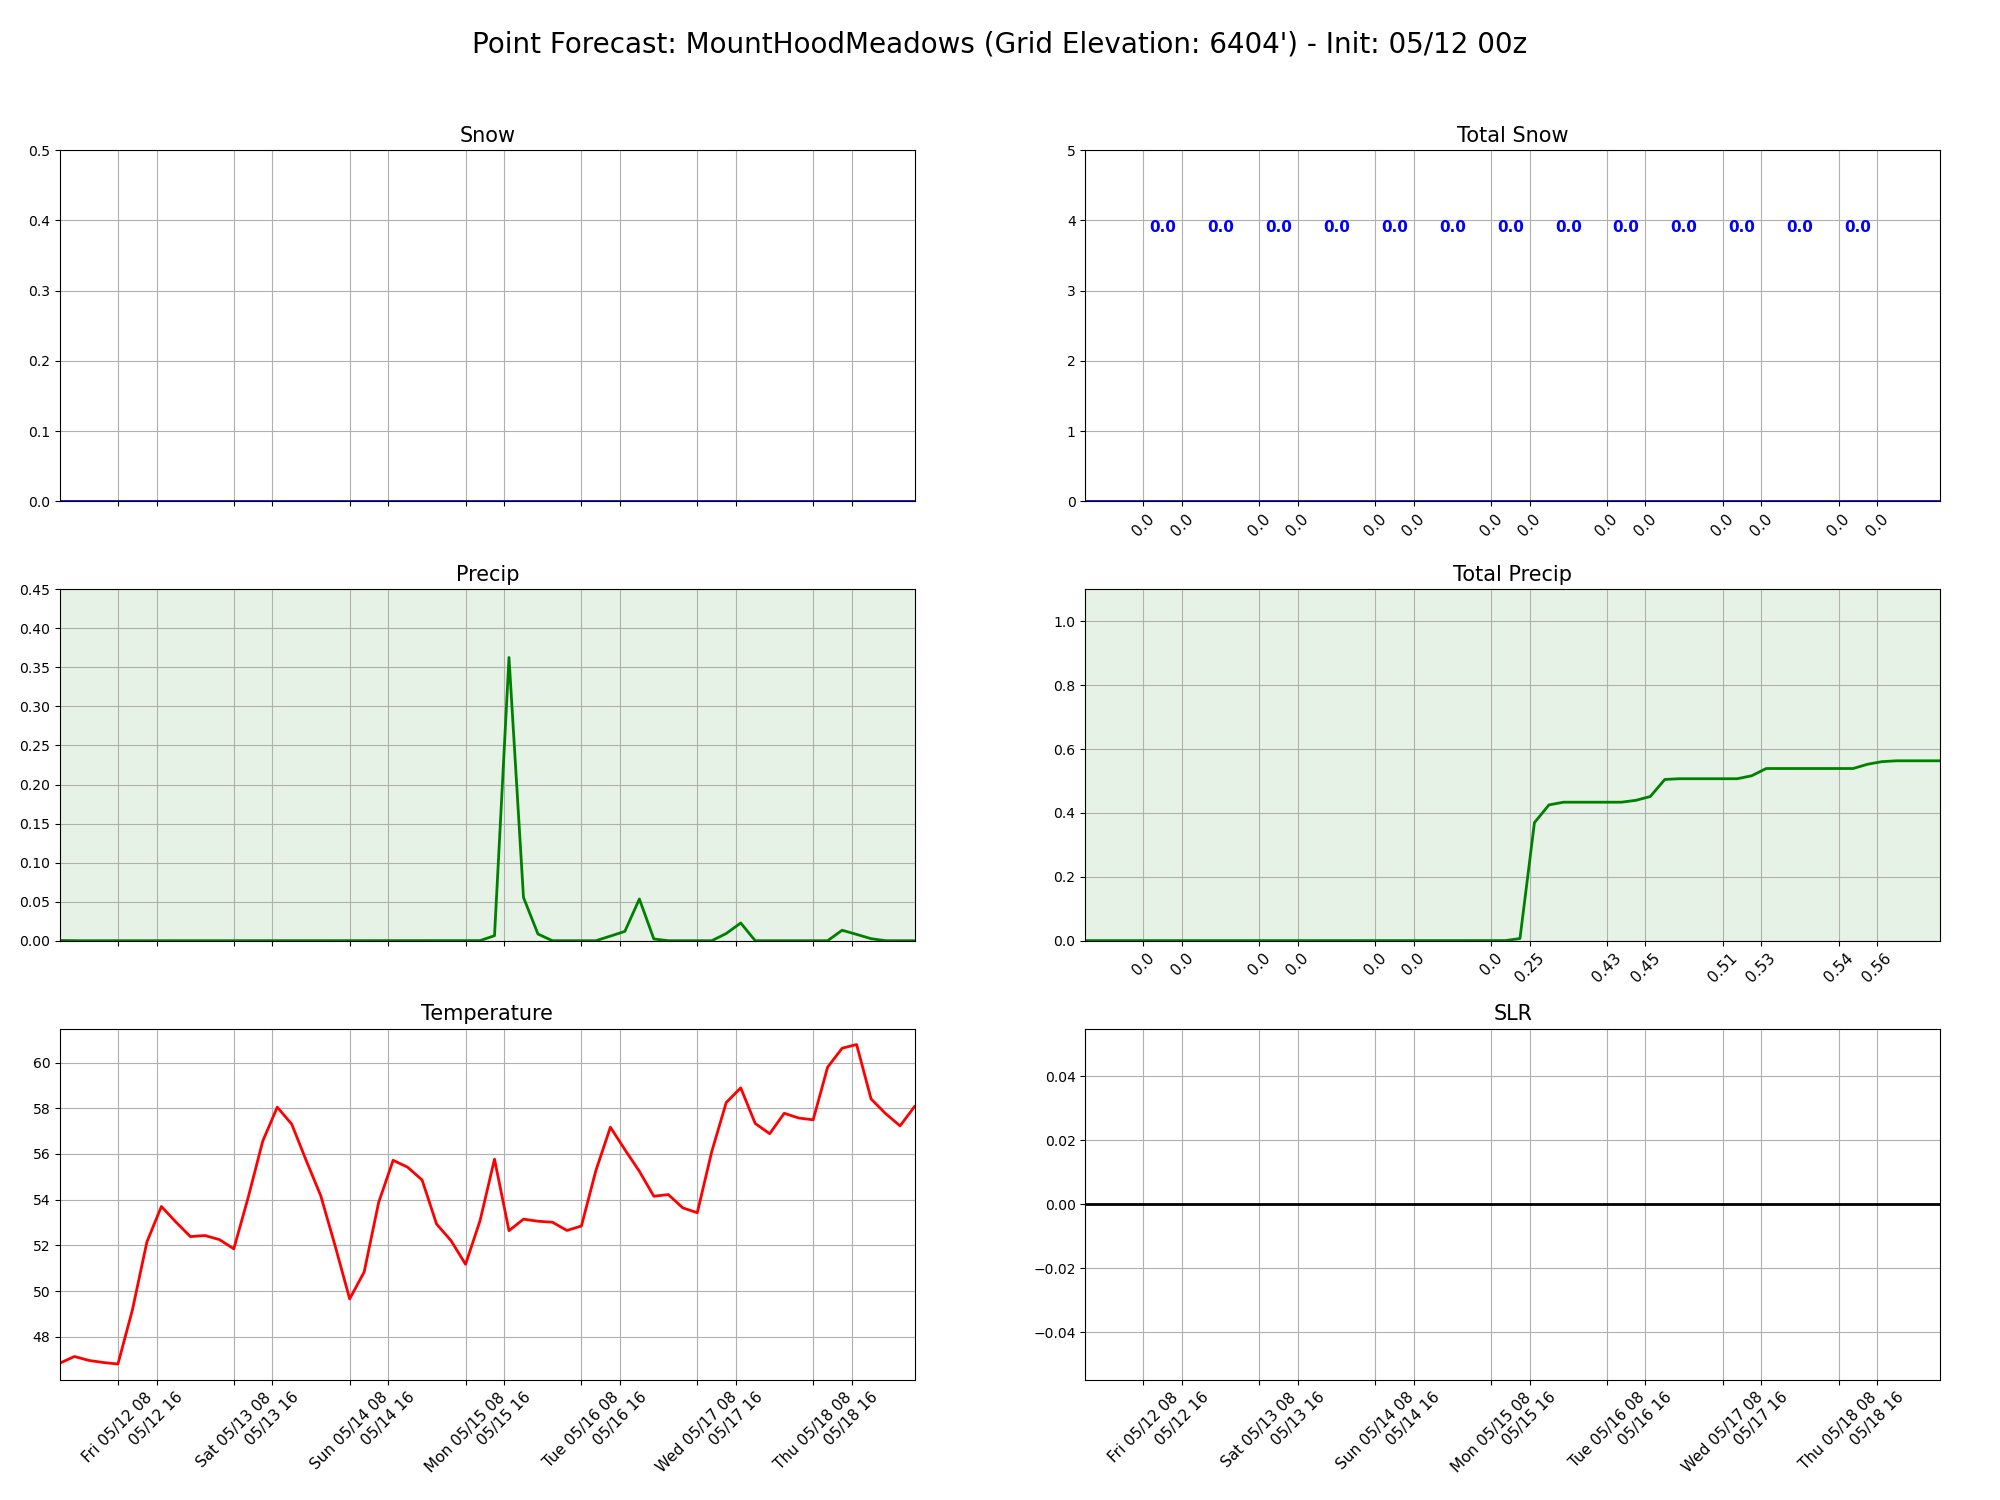 Point Forecast: MountHoodMeadows (Grid Elevation: 6404') - Init: 05/12 00z
Snow
0.5
0.4
0.3
0.2
0.1
0.0
Total Snow
5
4
3
2
1
0
0.0 0.0 0.0 0.0 0.0 0.0 0.0 0.0 0.0 0.0 0.0 0.0 0.0
0.0 0.0 0.0 0.0 0.0 0.0 0.0 0.0 0.0 0.0 0.0 0.0 0.0 0.0
Precip
0.45
0.40
0.35
0.30
0.25
0.20
0.15
0.10
0.05
0.00
Total Precip
1.0
0.8
0.6
0.4
0.2
0.0
0.0 0.0 0.0 0.0 0.0 0.0 0.0 0.25 0.43 0.45 0.51 0.53 0.54 0.56
Temperature
60
58
56
54
52
50
48
Fri 05/12 08
05/12 16
Sat 05/13 08
05/13 16
Sun 05/14 08
05/14 16
Mon 05/15 08
05/15 16
Tue 05/16 08
05/16 16
Wed 05/17 08
05/17 16
Thu 05/18 08
05/18 16
SLR
0.04
0.02
0.00
−0.02
−0.04
Fri 05/12 08
05/12 16
Sat 05/13 08
05/13 16
Sun 05/14 08
05/14 16
Mon 05/15 08
05/15 16
Tue 05/16 08
05/16 16
Wed 05/17 08
05/17 16
Thu 05/18 08
05/18 16